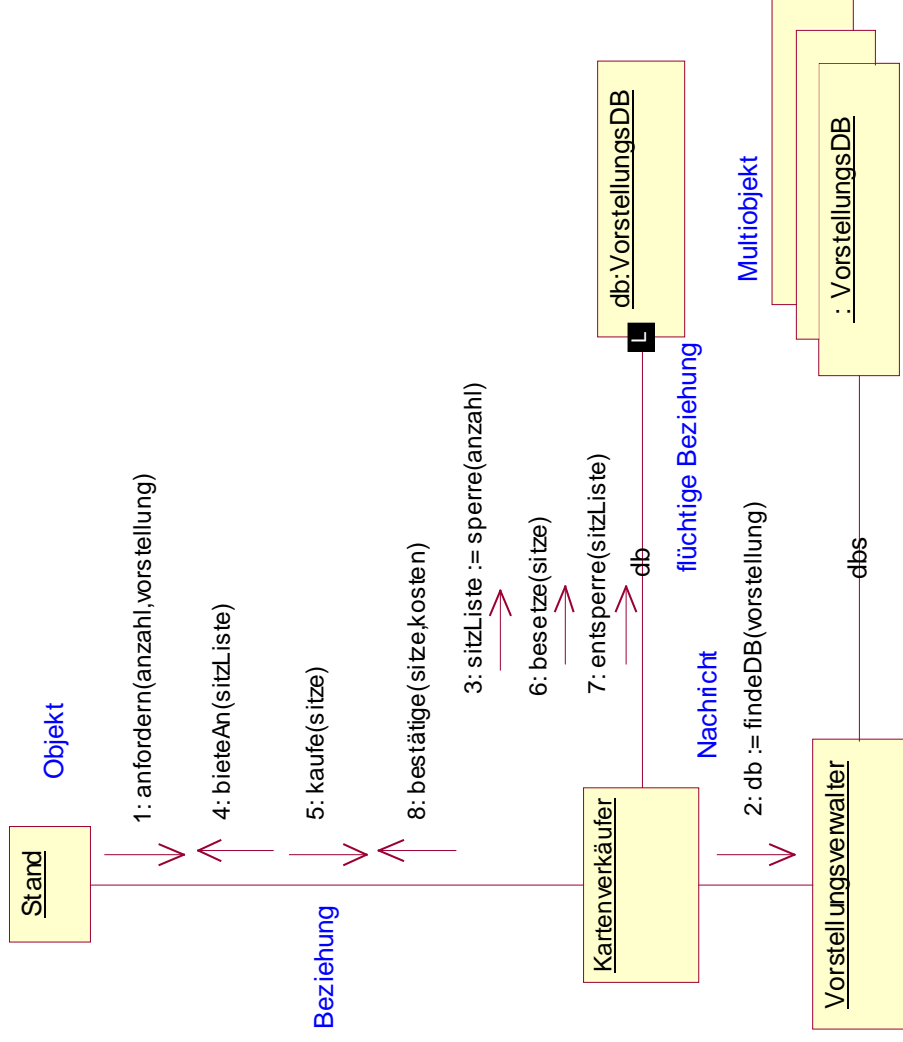 Objekt
Stand
1: anfordern(anzahl,vorstellung)
4: bieteAn(sitzListe)
5: kaufe(sitze)
8: bestätige(sitze,kosten)
Beziehung
3: sitzListe := sperre(anzahl)
6: besetze(sitze)
7: entsperre(sitzListe)
db
L
db:VorstellungsDB
flüchtige Beziehung
Kartenverkäufer
Nachricht
2: db := findeDB(vorstellung)
Multiobjekt
Vorstellungsverwalter
dbs
: VorstellungsDB